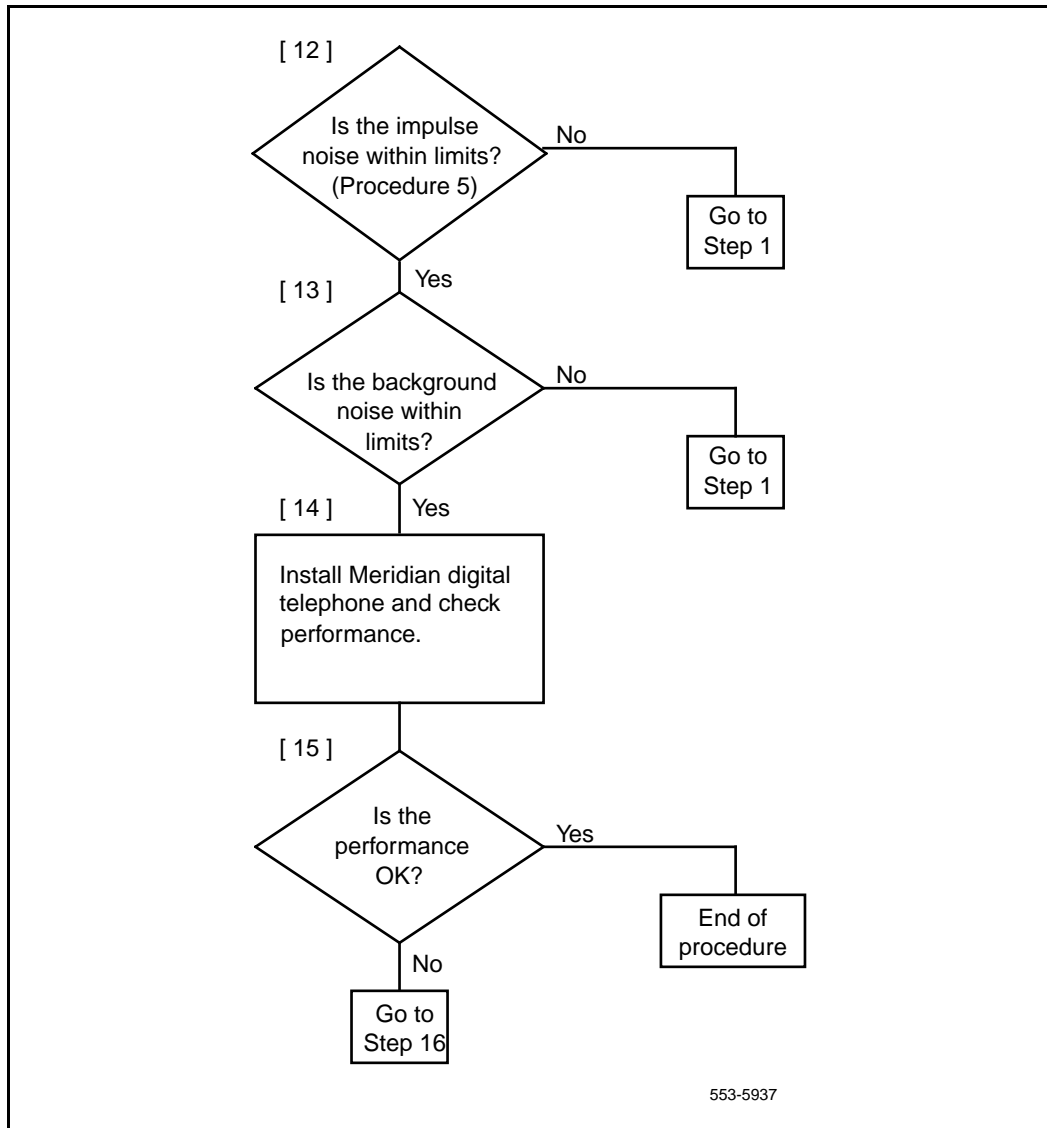 [ 12 ]
Is the impulse
noise within limits?
(Procedure 5)
No
Go to
Step 1
Yes
[ 13 ]
Is the background
noise within
limits?
No
Go to
Step 1
Yes
[ 14 ]
Install Meridian digital
telephone and check
performance.
[ 15 ]
Is the
performance
OK?
Yes
End of
procedure
No
Go to
Step 16
553-5937